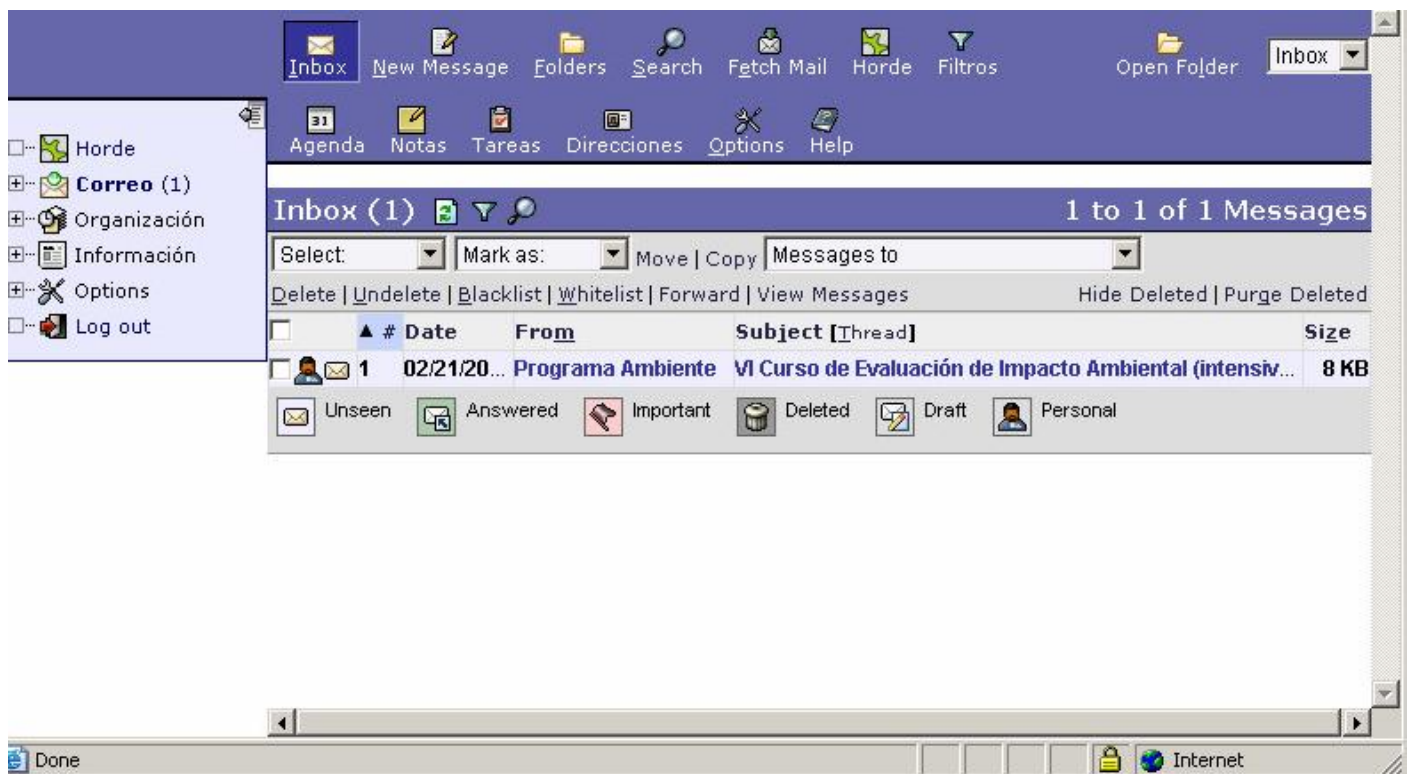 Inbox New Message Folders Search Fetch Mail Horde Filtros Open Folder Inbox
31
Agenda Notas Tareas Direcciones Options Help
Horde
Correo (1)
Organización
Información
Options
Log out
Inbox (1) 1 to 1 of 1 Messages
Select: Mark as: Move | Copy Messages to
Delete | Undelete | Blacklist | Whitelist | Forward | View Messages Hide Deleted | Purge Deleted
# Date From Subject [Thread] Size
1 02/21/20... Programa Ambiente VI Curso de Evaluación de Impacto Ambiental (intensiv... 8 KB
Unseen Answered Important Deleted Draft Personal
Done Internet